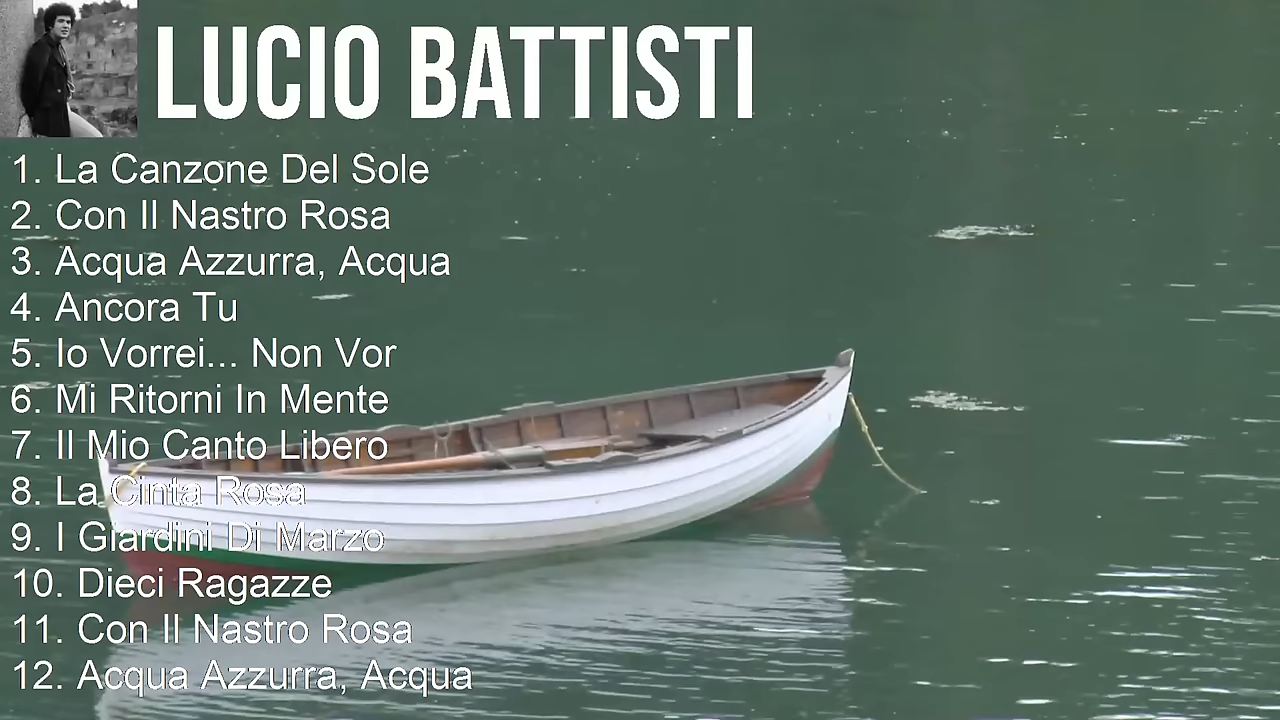 LUCIO BATTISTI
1. La Canzone Del Sole
2. Con Il Nastro Rosa
3. Acqua Azzurra, Acqua
4. Ancora Tu
5. Io Vorrei... Non Vor
6. Mi Ritorni In Mente
7. Il Mio Canto Libero
8. La Cinta Rosa
9. I Giardini Di Marzo
10. Dieci Ragazze
11. Con Il Nastro Rosa
12. Acqua Azzurra, Acqua